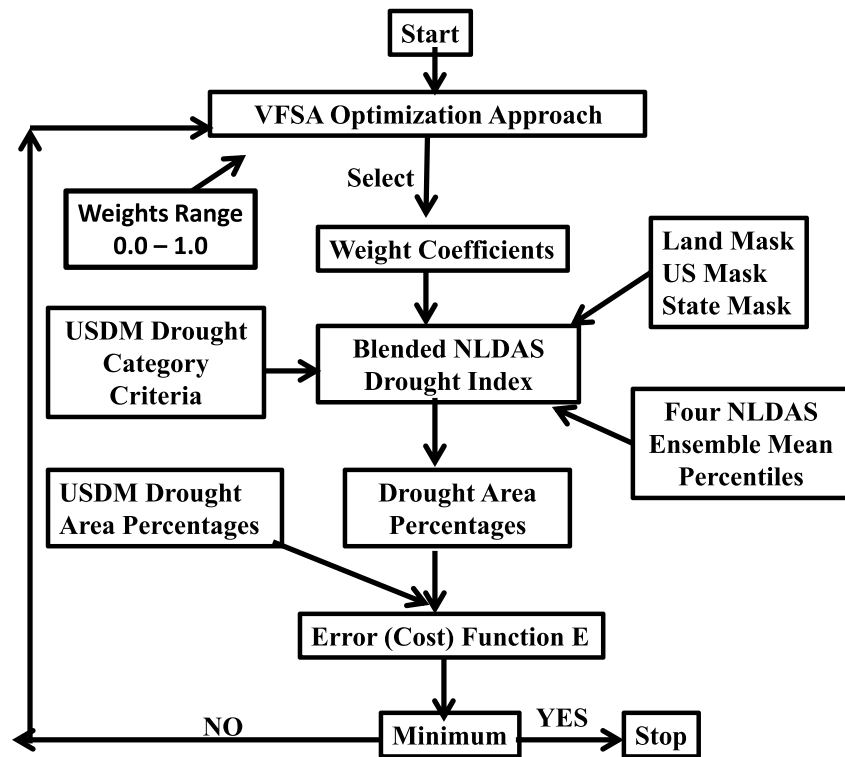 Start
VFSA Optimization Approach
Select
Weights Range
0.0 – 1.0
Weight Coefficients
Land Mask
US Mask
State Mask
USDM Drought
Category
Criteria
Blended NLDAS
Drought Index
Four NLDAS
Ensemble Mean
Percentiles
USDM Drought
Area Percentages
Drought Area
Percentages
Error (Cost) Function E
NO
Minimum
YES
Stop